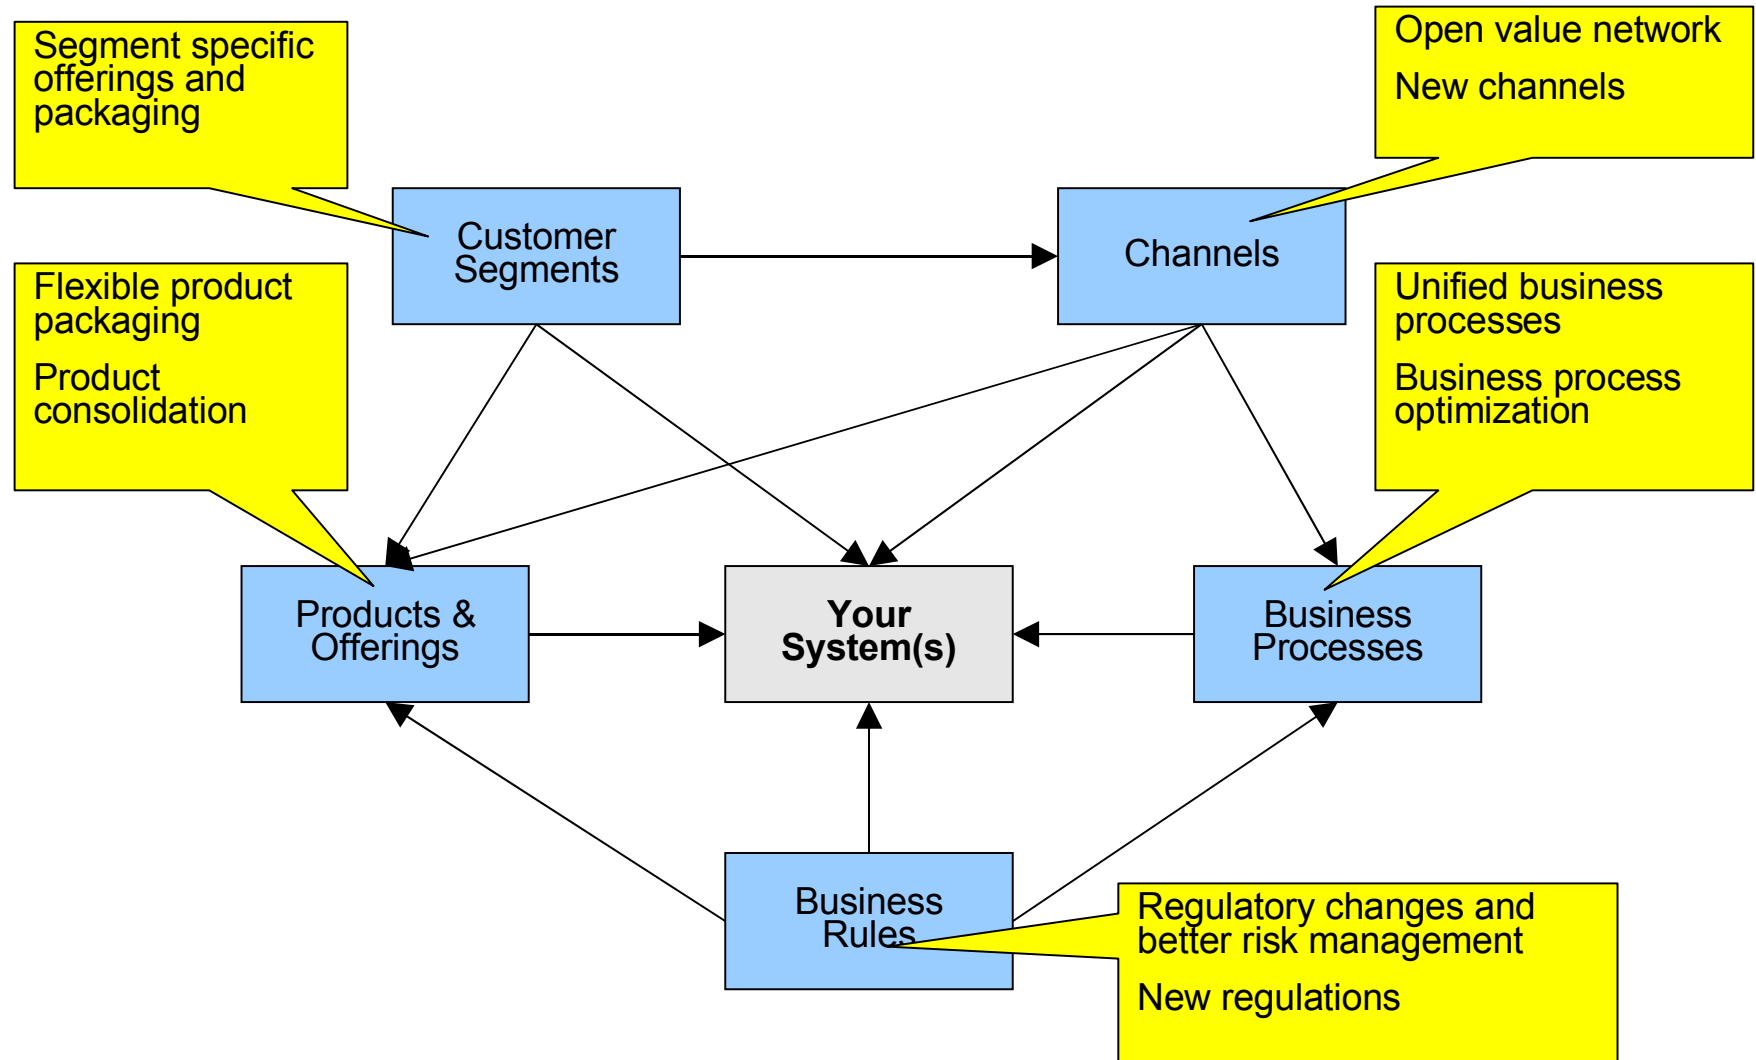 Segment specific
offerings and
packaging
Open value network
New channels
Customer
Segments
Channels
Flexible product
packaging
Product
consolidation
Unified business
processes
Business process
optimization
Products &
Offerings
Your
System(s)
Business
Processes
Business
Rules
Regulatory changes and
better risk management
New regulations